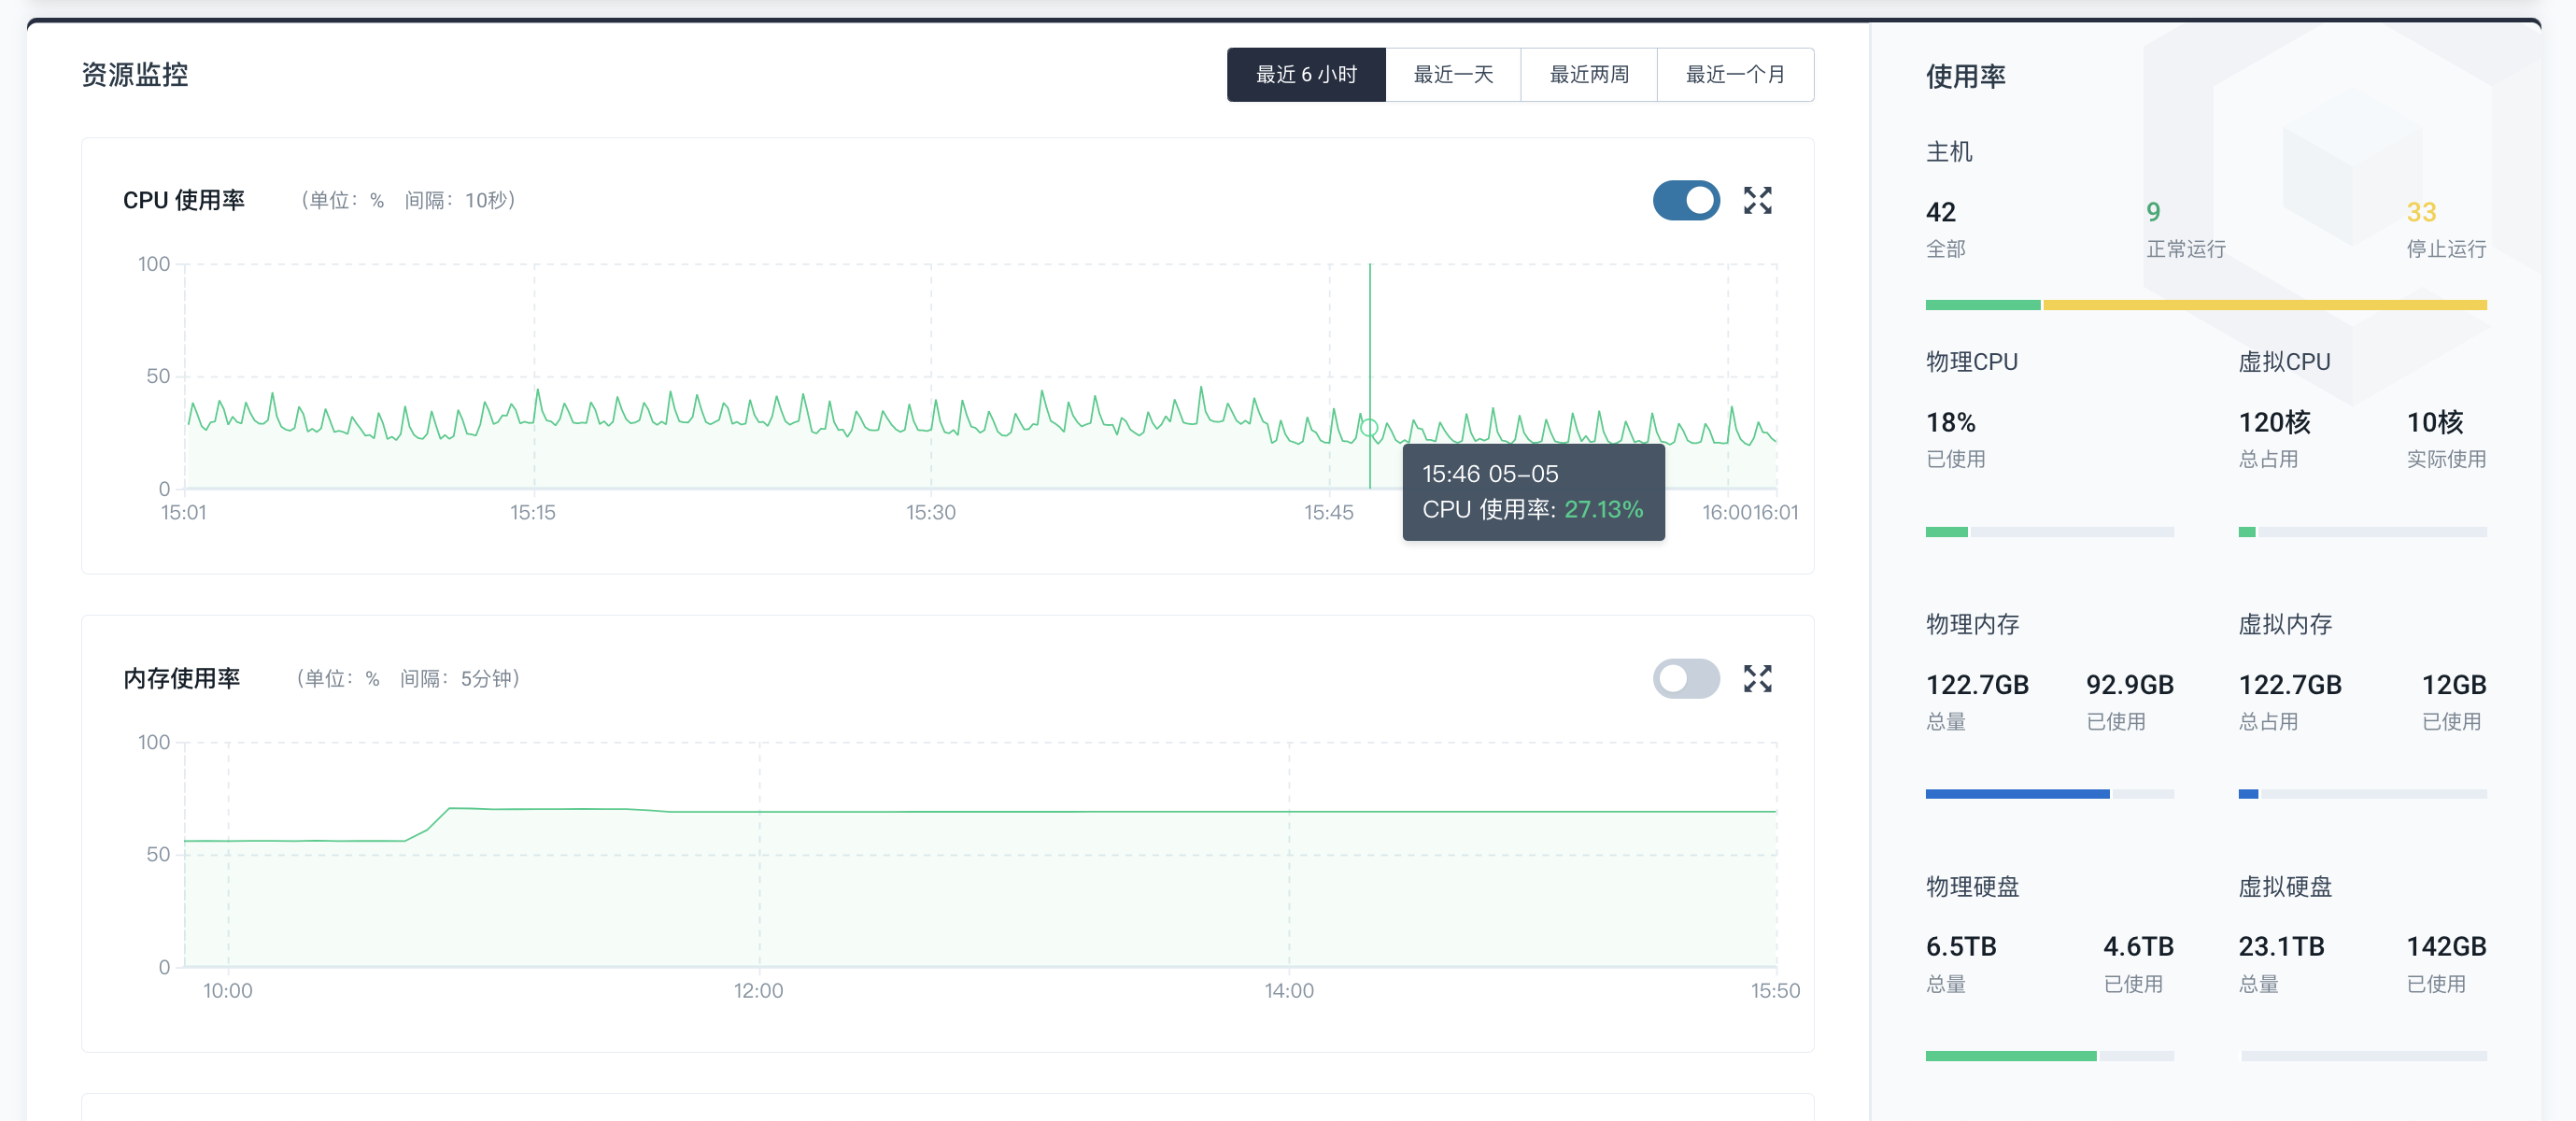 资源监控
最近 6 小时 最近一天 最近两周 最近一个月
CPU 使用率 （单位：% 间隔：10秒）
100
50
0
15:01 15:15 15:30 15:45 16:00 16:01
15:46 05-05
CPU 使用率: 27.13%
内存使用率 （单位：% 间隔：5分钟）
100
50
0
10:00 12:00 14:00 15:50
使用率
主机
42 9 33
全部 正常运行 停止运行
物理CPU 虚拟CPU
18% 120核 10核
已使用 总占用 实际使用
物理内存 虚拟内存
122.7GB 92.9GB 122.7GB 12GB
总量 已使用 总占用 已使用
物理硬盘 虚拟硬盘
6.5TB 4.6TB 23.1TB 142GB
总量 已使用 总量 已使用